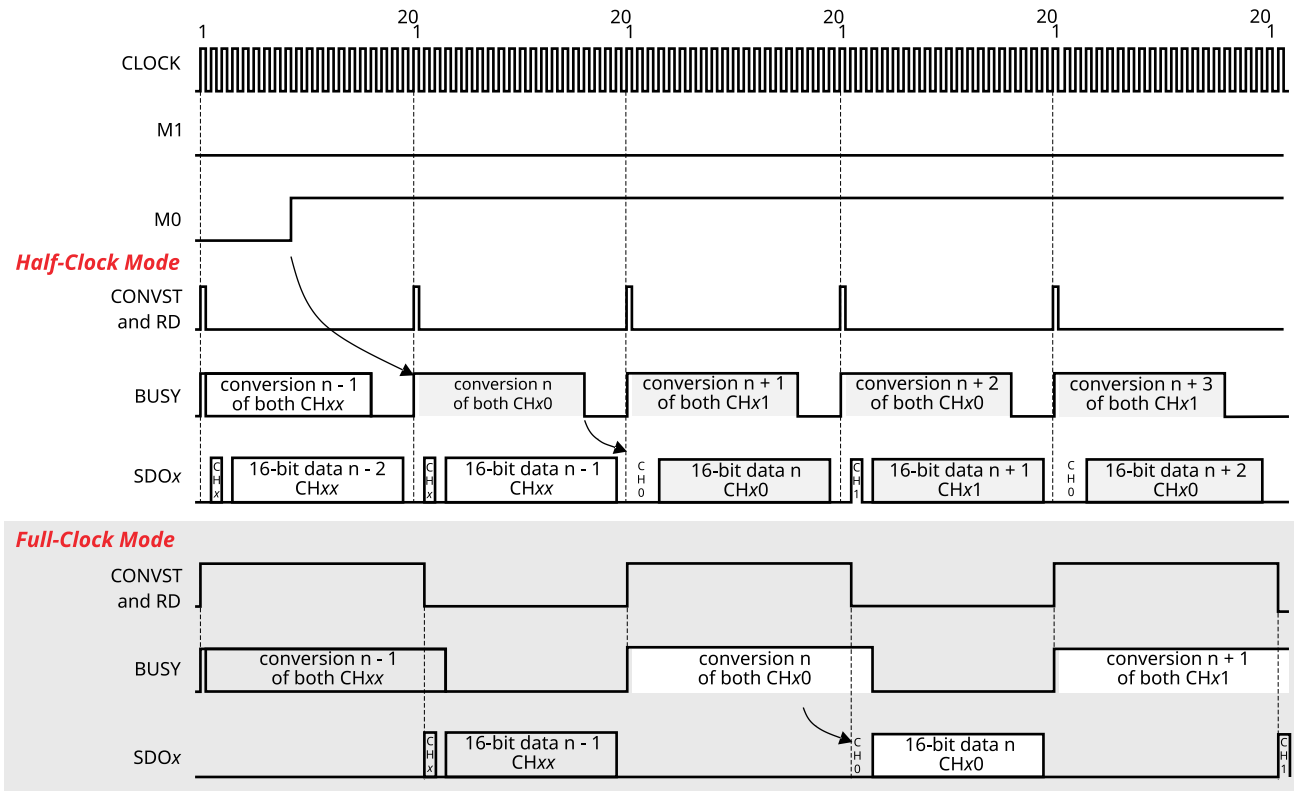 1 20 1 20 1 20 1 20 1 20 1
CLOCK
M1
M0
Half-Clock Mode
CONVST
and RD
BUSY
conversion n - 1
of both CHxx
conversion n
of both CHx0
conversion n + 1
of both CHx1
conversion n + 2
of both CHx0
conversion n + 3
of both CHx1
SDOx
CHx
16-bit data n - 2
CHxx
CHx
16-bit data n - 1
CHxx
CH0
16-bit data n
CHx0
CH1
16-bit data n + 1
CHx1
CH0
16-bit data n + 2
CHx0
Full-Clock Mode
CONVST
and RD
BUSY
conversion n - 1
of both CHxx
conversion n
of both CHx0
conversion n + 1
of both CHx1
SDOx
CHx
16-bit data n - 1
CHxx
CH0
16-bit data n
CHx0
CH1